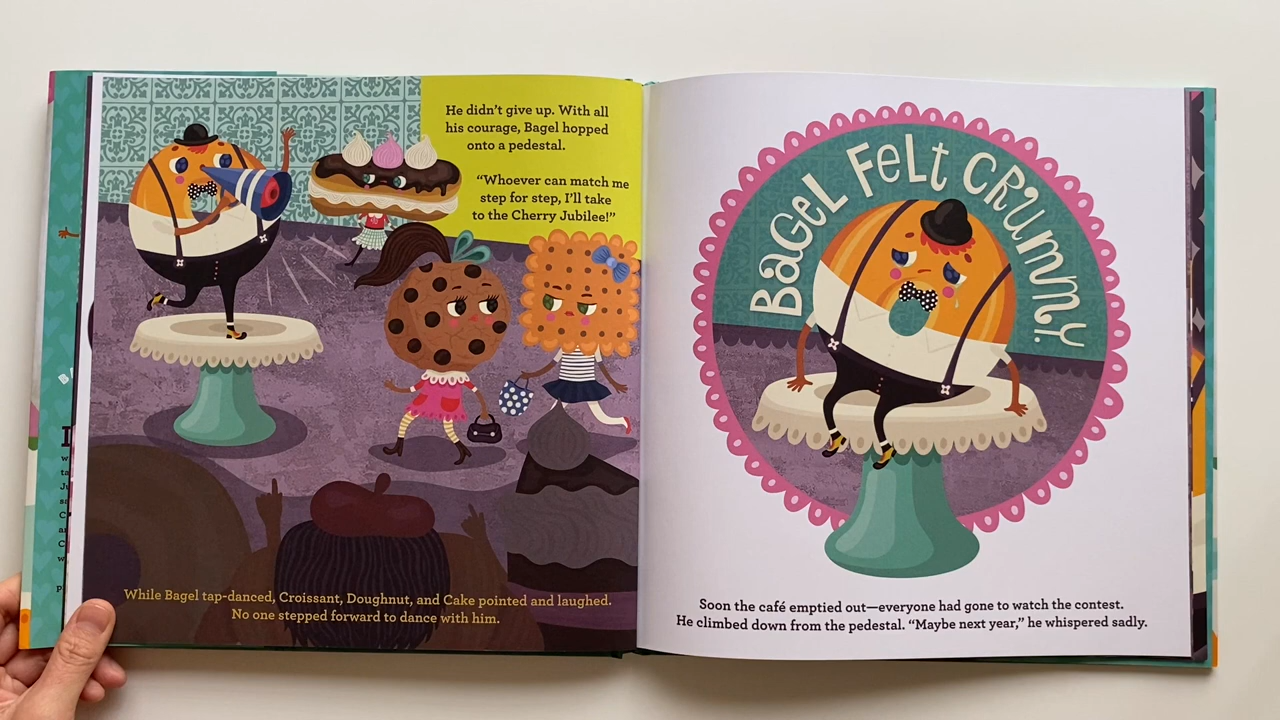 He didn't give up. With all
his courage, Bagel hopped
onto a pedestal.
"Whoever can match me
step for step, I'll take
to the Cherry Jubilee!"
While Bagel tap-danced, Croissant, Doughnut, and Cake pointed and laughed.
No one stepped forward to dance with him.
BAGEL FELT CRUMMY.
Soon the café emptied out—everyone had gone to watch the contest.
He climbed down from the pedestal. "Maybe next year," he whispered sadly.